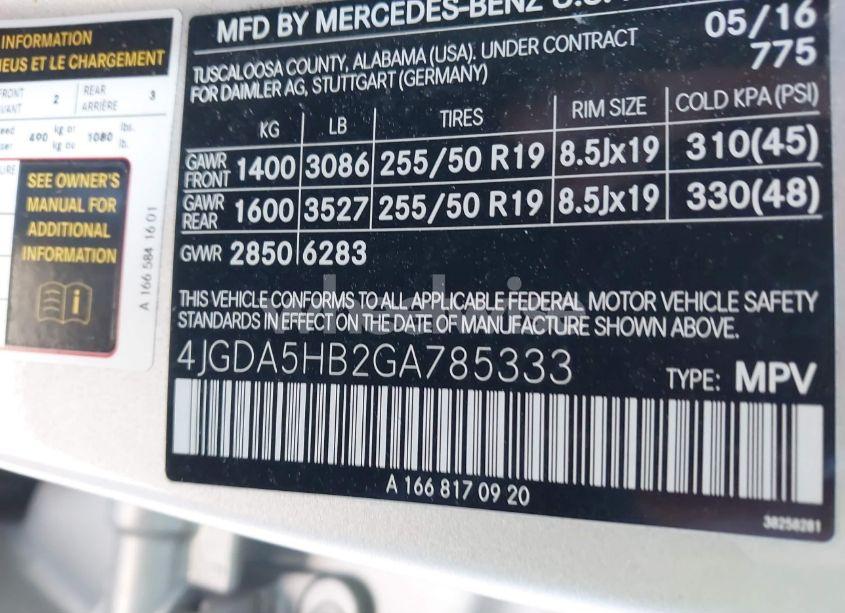 INFORMATION
NEUS ET LE CHARGEMENT
FRONT
AVANT
2
REAR
ARRIÈRE
3
400 kg or
kg ou
1080 lbs.
lb.
SEE OWNER'S
MANUAL FOR
ADDITIONAL
INFORMATION
A 166 584 16 01
MFD BY MERCEDES-BENZ U.S.
05/16
775
TUSCALOOSA COUNTY, ALABAMA (USA). UNDER CONTRACT
FOR DAIMLER AG, STUTTGART (GERMANY)
KG LB TIRES RIM SIZE COLD KPA (PSI)
GAWR FRONT 1400 3086 255/50 R19 8.5Jx19 310(45)
GAWR REAR 1600 3527 255/50 R19 8.5Jx19 330(48)
GVWR 2850 6283
THIS VEHICLE CONFORMS TO ALL APPLICABLE FEDERAL MOTOR VEHICLE SAFETY
STANDARDS IN EFFECT ON THE DATE OF MANUFACTURE SHOWN ABOVE.
4JGDA5HB2GA785333 TYPE: MPV
A 166 817 09 20
38258281